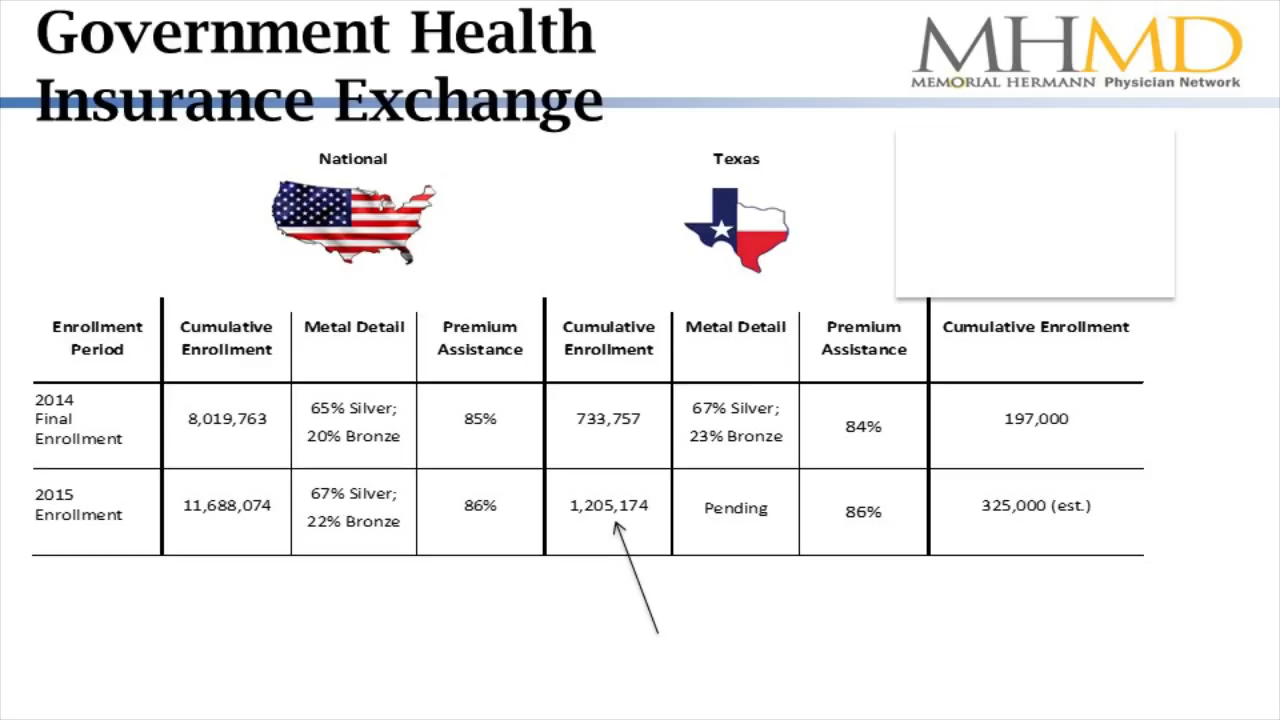 Government Health
Insurance Exchange
MHMD
MEMORIAL HERMANN Physician Network
National
Texas
Enrollment
Period
Cumulative
Enrollment
Metal Detail
Premium
Assistance
Cumulative
Enrollment
Metal Detail
Premium
Assistance
Cumulative Enrollment
2014
Final
Enrollment
8,019,763
65% Silver;
20% Bronze
85%
733,757
67% Silver;
23% Bronze
84%
197,000
2015
Enrollment
11,688,074
67% Silver;
22% Bronze
86%
1,205,174
Pending
86%
325,000 (est.)